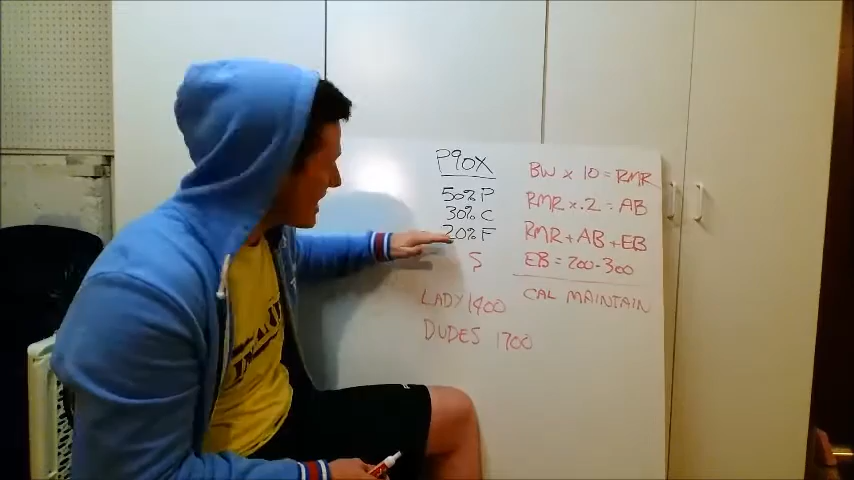 P90X
50% P
30% C
20% F
LADY 1400
DUDES 1700
BW x 10 = RMR
RMR x .2 = AB
RMR + AB + EB
EB = 200-300
CAL MAINTAIN